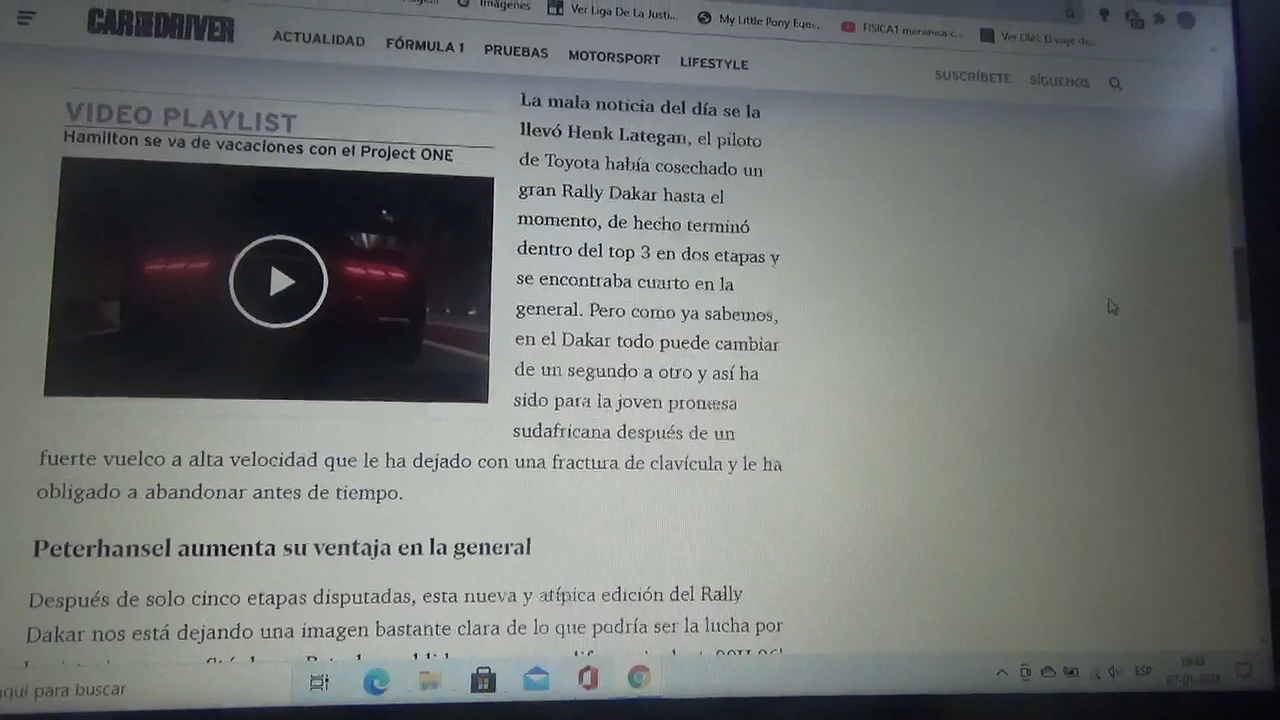 Imágenes
Ver Liga De La Justi...
My Little Pony Eque...
FISICA1
Ver
CAR AND DRIVER
ACTUALIDAD
FÓRMULA 1
PRUEBAS
MOTORSPORT
LIFESTYLE
SUSCRÍBETE
SÍGUENOS
VIDEO PLAYLIST
Hamilton se va de vacaciones con el Project ONE
La mala noticia del día se la
llevó Henk Lategan, el piloto
de Toyota había cosechado un
gran Rally Dakar hasta el
momento, de hecho terminó
dentro del top 3 en dos etapas y
se encontraba cuarto en la
general. Pero como ya sabemos,
en el Dakar todo puede cambiar
de un segundo a otro y así ha
sido para la joven promesa
sudafricana después de un
fuerte vuelco a alta velocidad que le ha dejado con una fractura de clavícula y le ha
obligado a abandonar antes de tiempo.
Peterhansel aumenta su ventaja en la general
Después de solo cinco etapas disputadas, esta nueva y atípica edición del Rally
Dakar nos está dejando una imagen bastante clara de lo que podría ser la lucha por
aquí para buscar
ESP